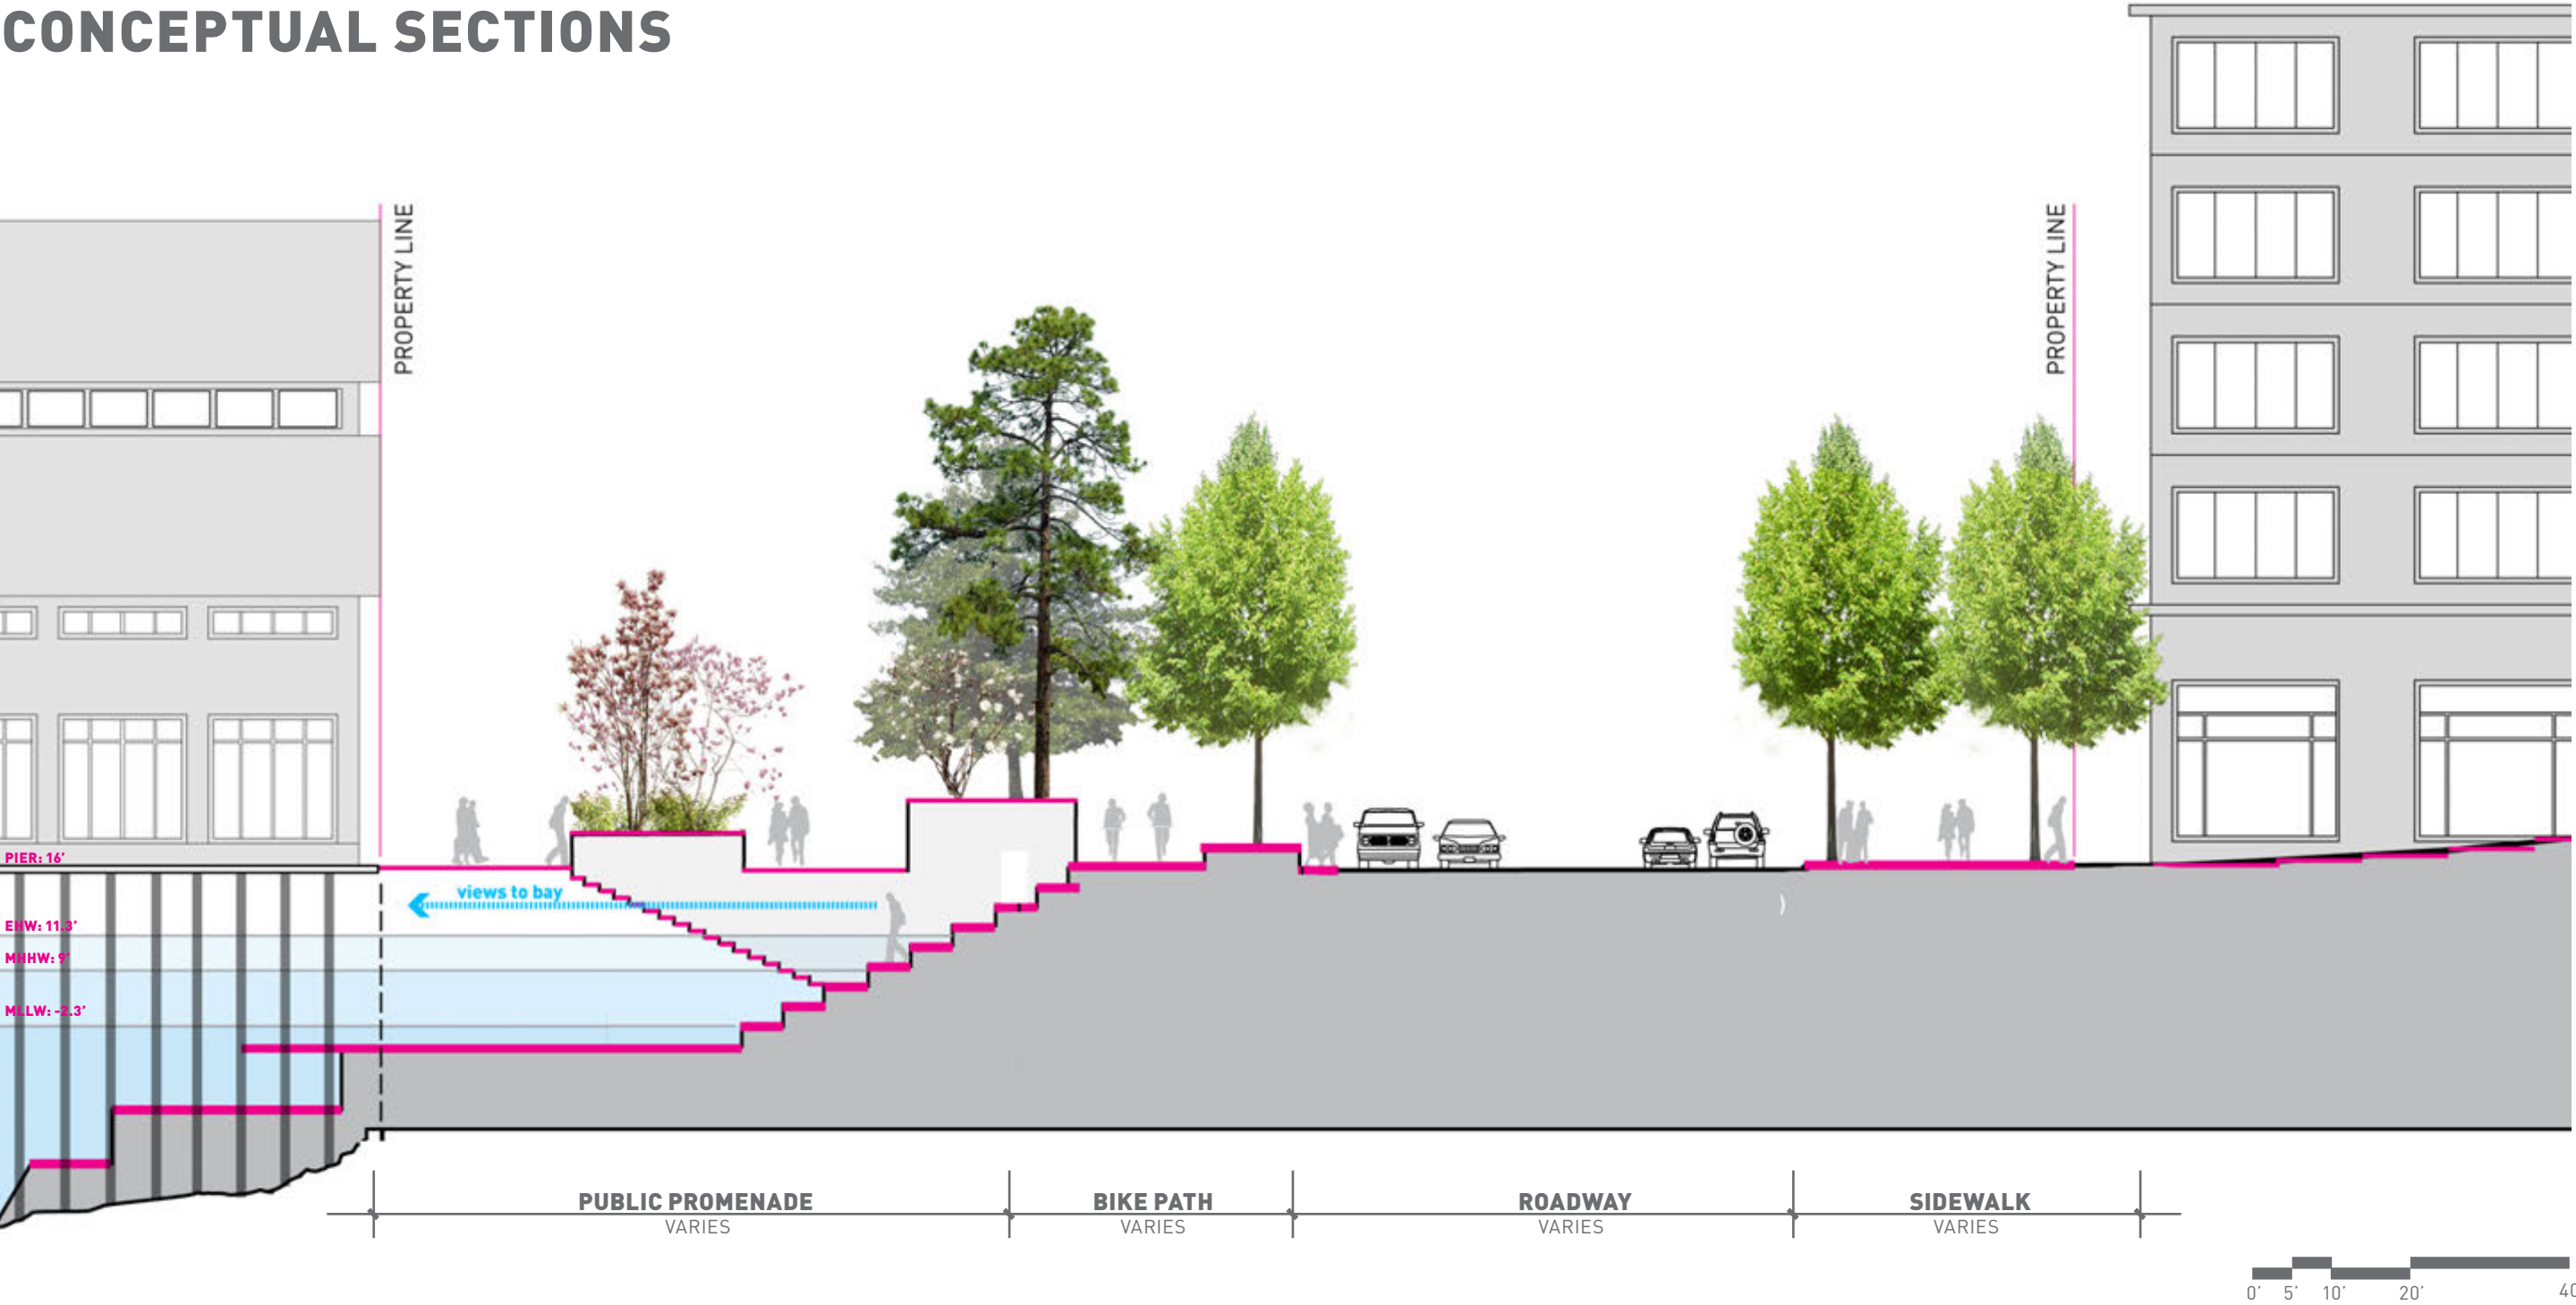 CONCEPTUAL SECTIONS
PROPERTY LINE
PROPERTY LINE
PIER: 16'
views to bay
EHW: 11.3'
MHHW: 9'
MLLW: -2.3'
PUBLIC PROMENADE
VARIES
BIKE PATH
VARIES
ROADWAY
VARIES
SIDEWALK
VARIES
0' 5' 10' 20' 40